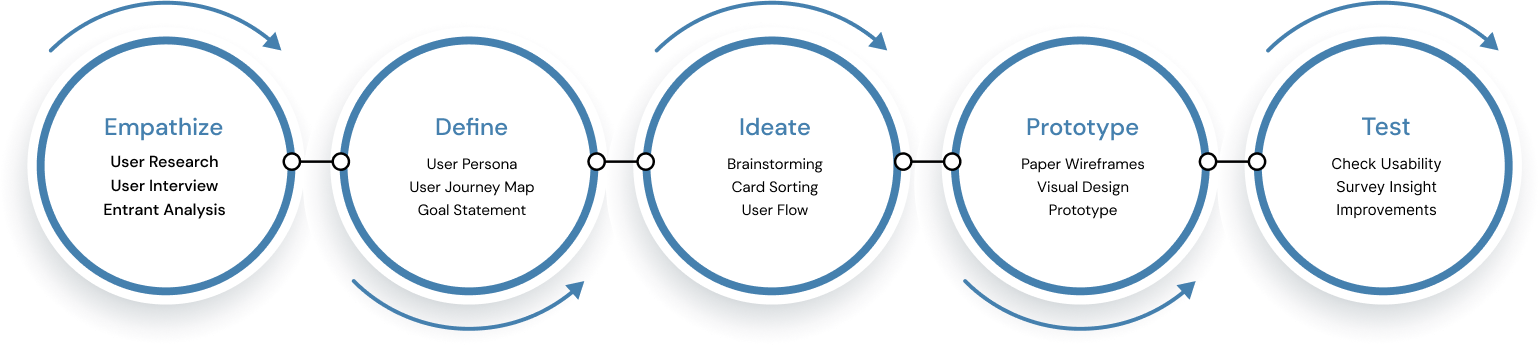 Empathize
User Research
User Interview
Entrant Analysis
Define
User Persona
User Journey Map
Goal Statement
Ideate
Brainstorming
Card Sorting
User Flow
Prototype
Paper Wireframes
Visual Design
Prototype
Test
Check Usability
Survey Insight
Improvements